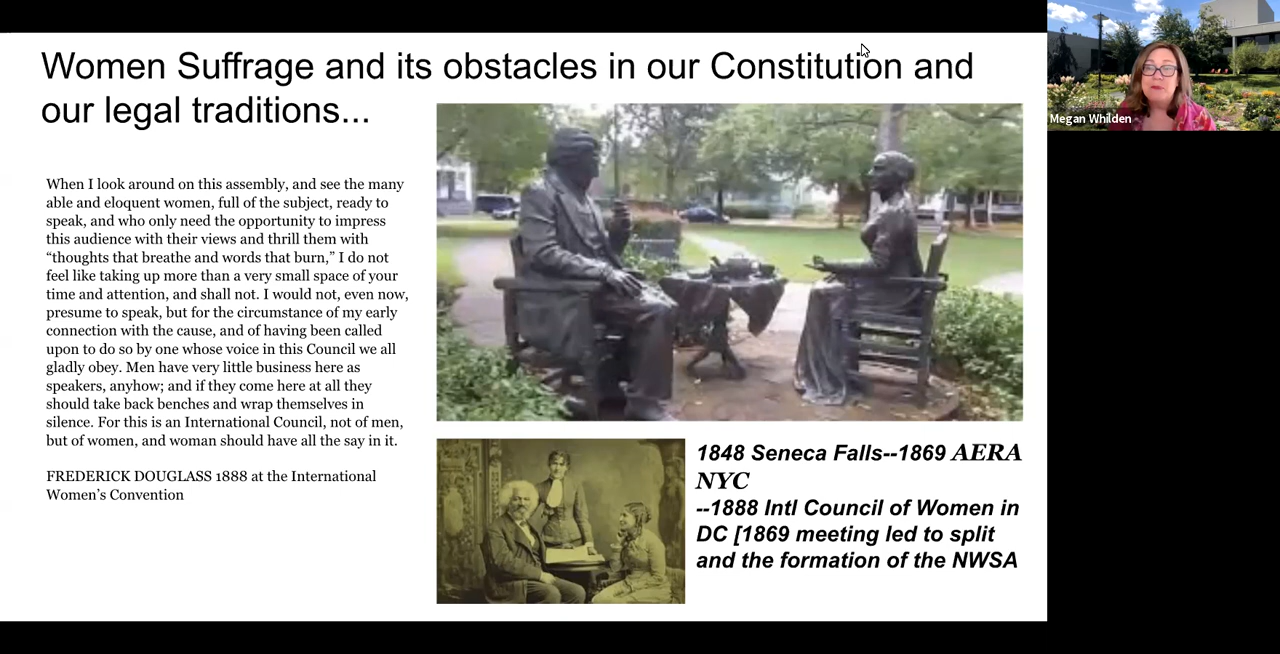 Women Suffrage and its obstacles in our Constitution and
our legal traditions...
When I look around on this assembly, and see the many
able and eloquent women, full of the subject, ready to
speak, and who only need the opportunity to impress
this audience with their views and thrill them with
“thoughts that breathe and words that burn,” I do not
feel like taking up more than a very small space of your
time and attention, and shall not. I would not, even now,
presume to speak, but for the circumstance of my early
connection with the cause, and of having been called
upon to do so by one whose voice in this Council we all
gladly obey. Men have very little business here as
speakers, anyhow; and if they come here at all they
should take back benches and wrap themselves in
silence. For this is an International Council, not of men,
but of women, and woman should have all the say in it.
FREDERICK DOUGLASS 1888 at the International
Women’s Convention
1848 Seneca Falls--1869 AERA
NYC
--1888 Intl Council of Women in
DC [1869 meeting led to split
and the formation of the NWSA
Megan Whilden